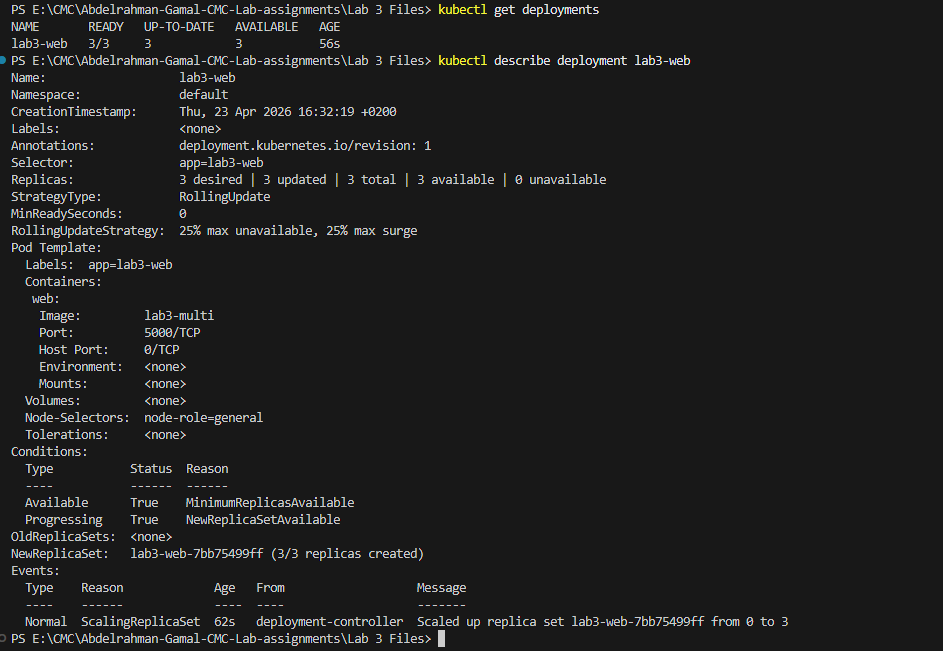 PS E:\CMC\Abdelrahman-Gamal-CMC-Lab-assignments\Lab 3 Files> kubectl get deployments
NAME       READY   UP-TO-DATE   AVAILABLE   AGE
lab3-web   3/3     3            3           56s
PS E:\CMC\Abdelrahman-Gamal-CMC-Lab-assignments\Lab 3 Files> kubectl describe deployment lab3-web
Name:                   lab3-web
Namespace:              default
CreationTimestamp:      Thu, 23 Apr 2026 16:32:19 +0200
Labels:                 <none>
Annotations:            deployment.kubernetes.io/revision: 1
Selector:               app=lab3-web
Replicas:               3 desired | 3 updated | 3 total | 3 available | 0 unavailable
StrategyType:           RollingUpdate
MinReadySeconds:        0
RollingUpdateStrategy:  25% max unavailable, 25% max surge
Pod Template:
  Labels:  app=lab3-web
  Containers:
   web:
    Image:         lab3-multi
    Port:          5000/TCP
    Host Port:     0/TCP
    Environment:   <none>
    Mounts:        <none>
  Volumes:         <none>
  Node-Selectors:  node-role=general
  Tolerations:     <none>
Conditions:
  Type           Status  Reason
  ----           ------  ------
  Available      True    MinimumReplicasAvailable
  Progressing    True    NewReplicaSetAvailable
OldReplicaSets:  <none>
NewReplicaSet:   lab3-web-7bb75499ff (3/3 replicas created)
Events:
  Type    Reason             Age   From                   Message
  ----    ------             ----  ----                   -------
  Normal  ScalingReplicaSet  62s   deployment-controller  Scaled up replica set lab3-web-7bb75499ff from 0 to 3
PS E:\CMC\Abdelrahman-Gamal-CMC-Lab-assignments\Lab 3 Files>